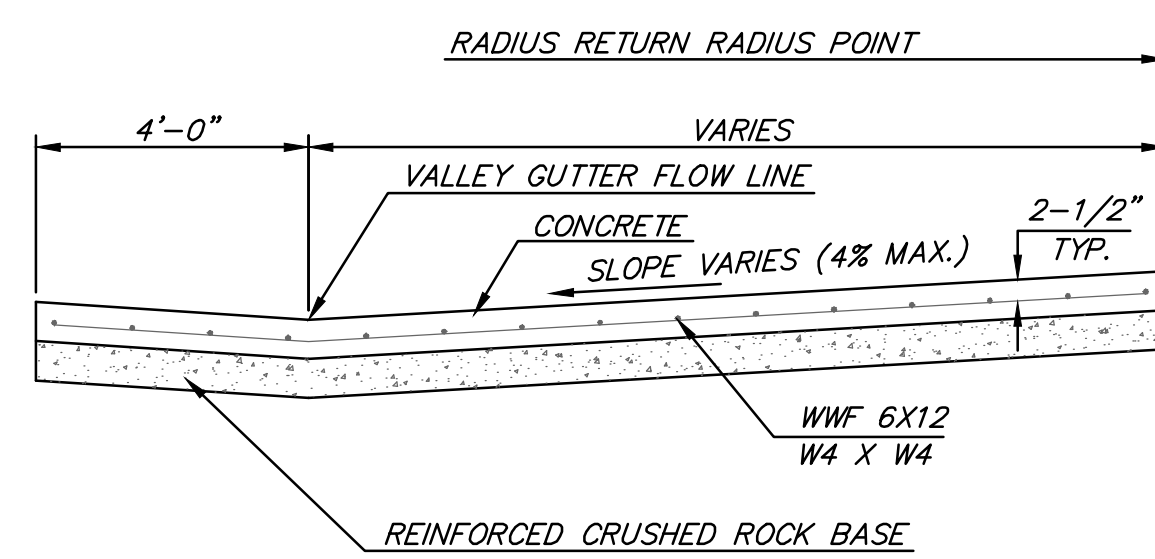 RADIUS RETURN RADIUS POINT
4'-0"
VARIES
VALLEY GUTTER FLOW LINE
2-1/2"
TYP.
CONCRETE
SLOPE VARIES (4% MAX.)
WWF 6X12
W4 X W4
REINFORCED CRUSHED ROCK BASE